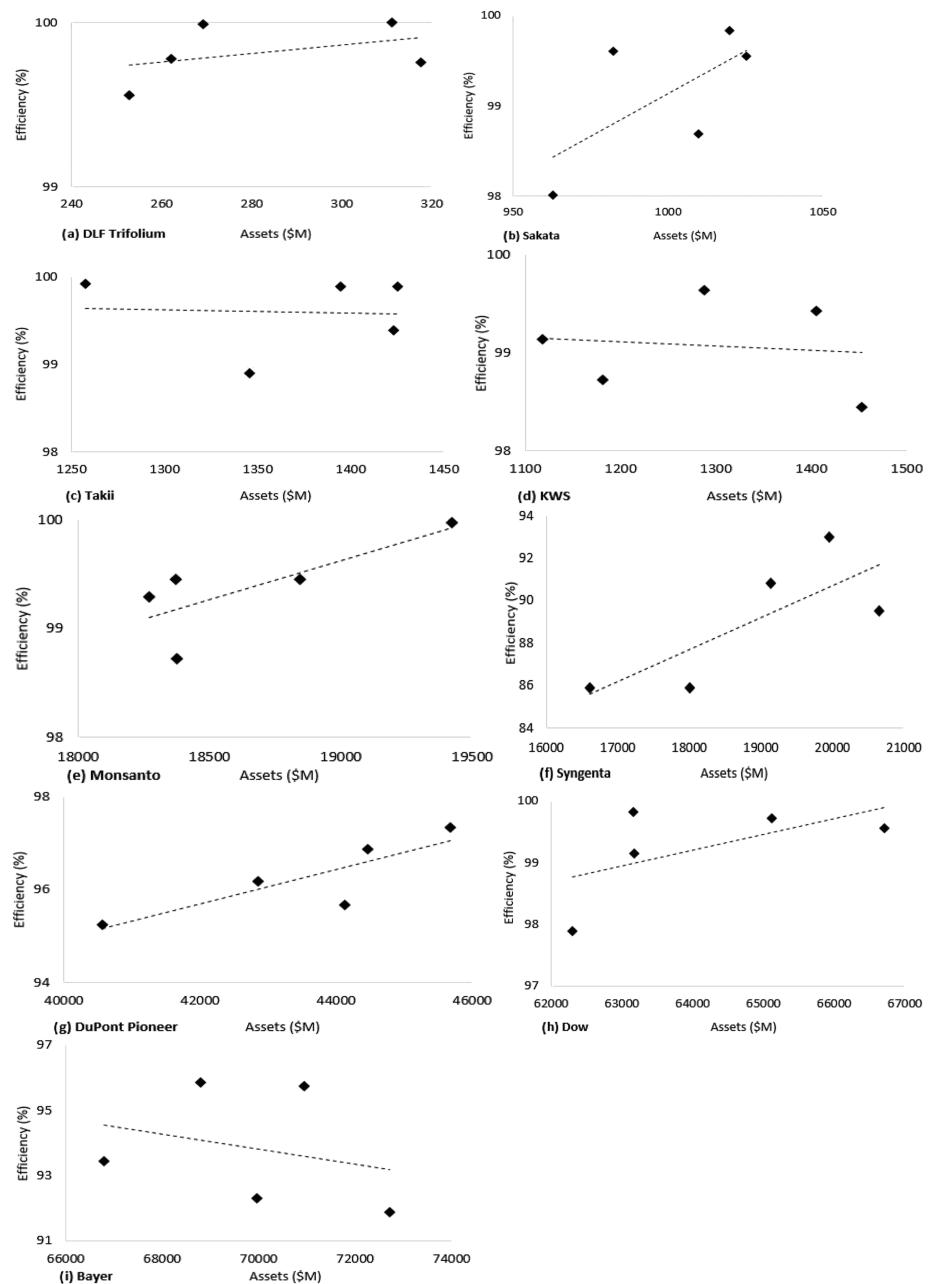 100
99
Efficiency (%)
240 260 280 300 320
(a) DLF Trifolium Assets ($M)
100
99
98
Efficiency (%)
950 1000 1050
(b) Sakata Assets ($M)
100
99
98
Efficiency (%)
1250 1300 1350 1400 1450
(c) Takii Assets ($M)
100
99
98
Efficiency (%)
1100 1200 1300 1400 1500
(d) KWS Assets ($M)
100
99
98
Efficiency (%)
18000 18500 19000 19500
(e) Monsanto Assets ($M)
94
92
90
88
86
84
Efficiency (%)
16000 17000 18000 19000 20000 21000
(f) Syngenta Assets ($M)
98
96
94
Efficiency (%)
40000 42000 44000 46000
(g) DuPont Pioneer Assets ($M)
100
99
98
97
Efficiency (%)
62000 63000 64000 65000 66000 67000
(h) Dow Assets ($M)
97
95
93
91
Efficiency (%)
66000 68000 70000 72000 74000
(i) Bayer Assets ($M)